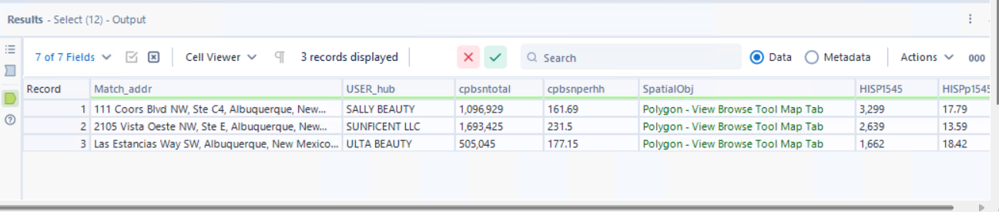 Results - Select (12) - Output
7 of 7 Fields Cell Viewer 3 records displayed Search Data Metadata Actions 000
Record Match_addr USER_hub cpbsntotal cpbsnperhh SpatialObj HISP1545 HISPp1545
1 111 Coors Blvd NW, Ste C4, Albuquerque, New... SALLY BEAUTY 1,096,929 161.69 Polygon - View Browse Tool Map Tab 3,299 17.79
2 2105 Vista Oeste NW, Ste E, Albuquerque, New... SUNFICENT LLC 1,693,425 231.5 Polygon - View Browse Tool Map Tab 2,639 13.59
3 Las Estancias Way SW, Albuquerque, New Mexico... ULTA BEAUTY 505,045 177.15 Polygon - View Browse Tool Map Tab 1,662 18.42